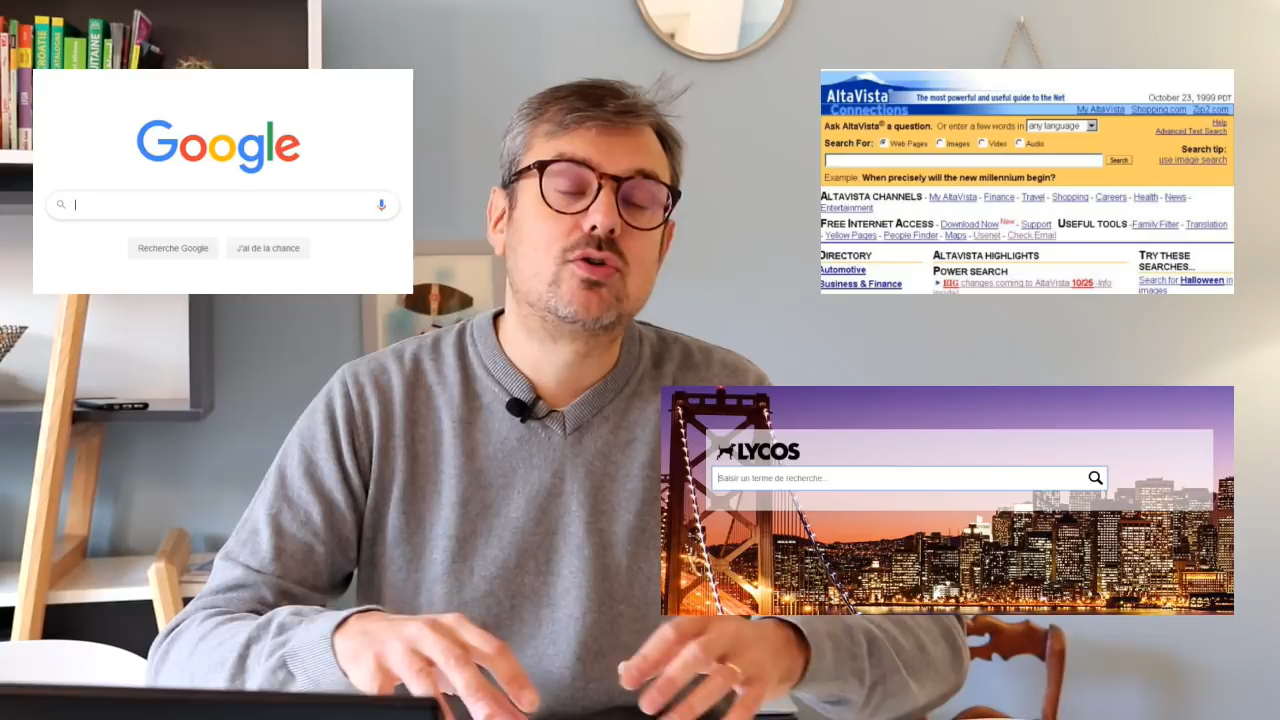 CROATIE
CATALOGNE
Google
Recherche Google
J'ai de la chance
AltaVista
Connections
The most powerful and useful guide to the Net
October 23, 1999 PDT
My AltaVista Shopping.com Zip2.com
Ask AltaVista® a question. Or enter a few words in any language
Help
Advanced Text Search
Search For: Web Pages Images Video Audio
Search
Search tip:
use image search
Example: When precisely will the new millennium begin?
ALTAVISTA CHANNELS - My AltaVista - Finance - Travel - Shopping - Careers - Health - News -
Entertainment
FREE INTERNET ACCESS - Download Now New - Support USEFUL TOOLS - Family Filter - Translation
- Yellow Pages - People Finder - Maps - Usenet - Check Email
DIRECTORY
Automotive
Business & Finance
ALTAVISTA HIGHLIGHTS
POWER SEARCH
BIG changes coming to AltaVista 10/25 -Info
inside!
TRY THESE
SEARCHES...
Search for Halloween in
images
LYCOS
Saisir un terme de recherche...